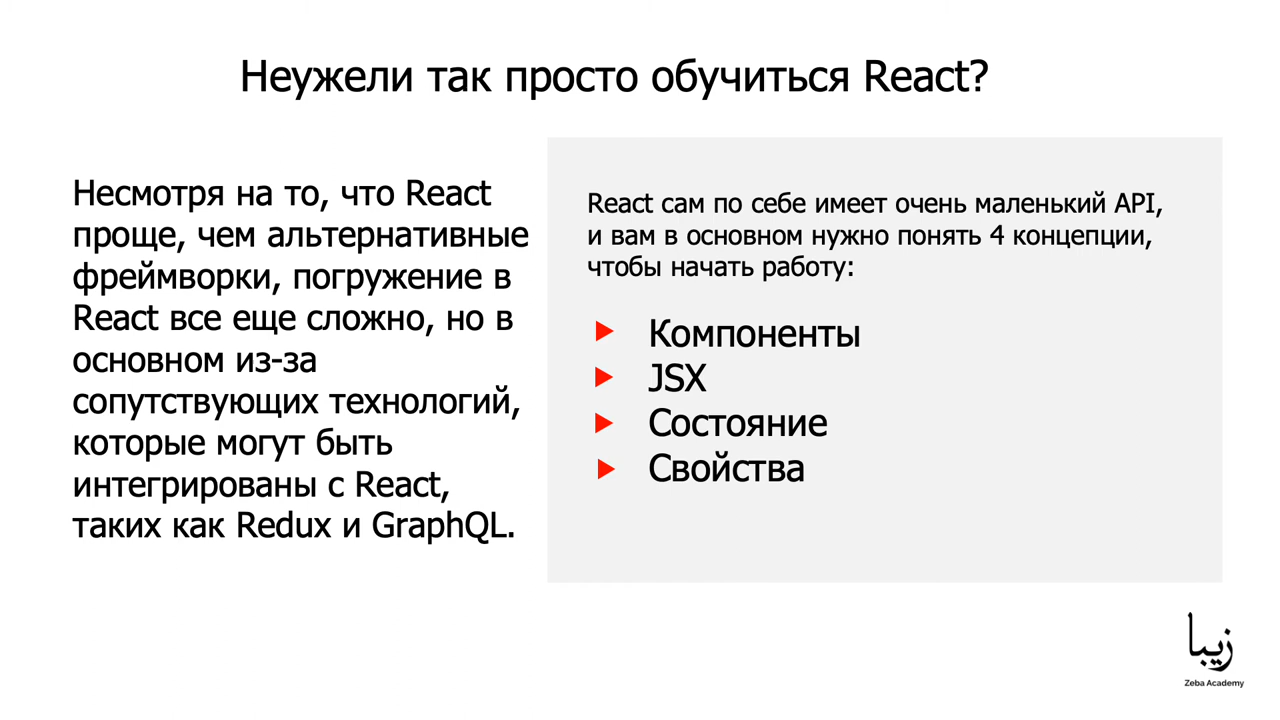 Неужели так просто обучиться React?
Несмотря на то, что React
проще, чем альтернативные
фреймворки, погружение в
React все еще сложно, но в
основном из-за
сопутствующих технологий,
которые могут быть
интегрированы с React,
таких как Redux и GraphQL.
React сам по себе имеет очень маленький API,
и вам в основном нужно понять 4 концепции,
чтобы начать работу:
Компоненты
JSX
Состояние
Свойства
زيبا
Zeba Academy